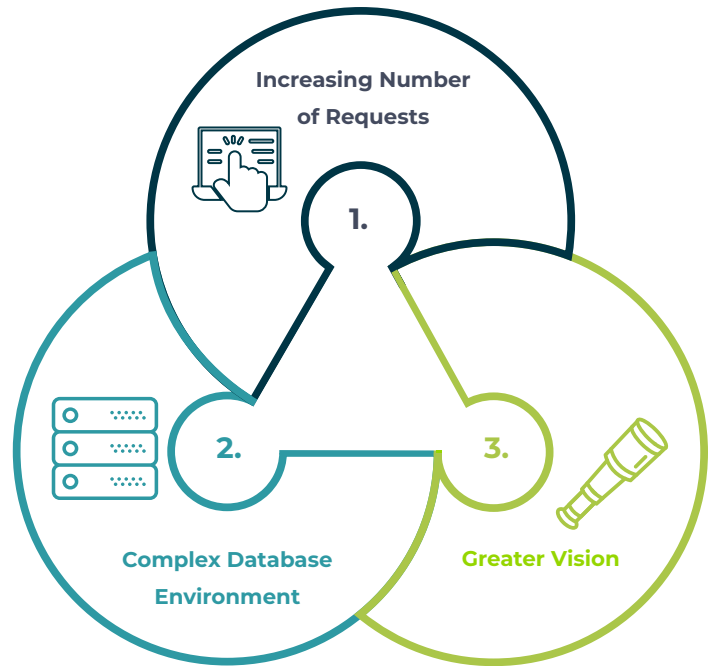 Increasing Number
of Requests
1.
2.
3.
Complex Database
Environment
Greater Vision